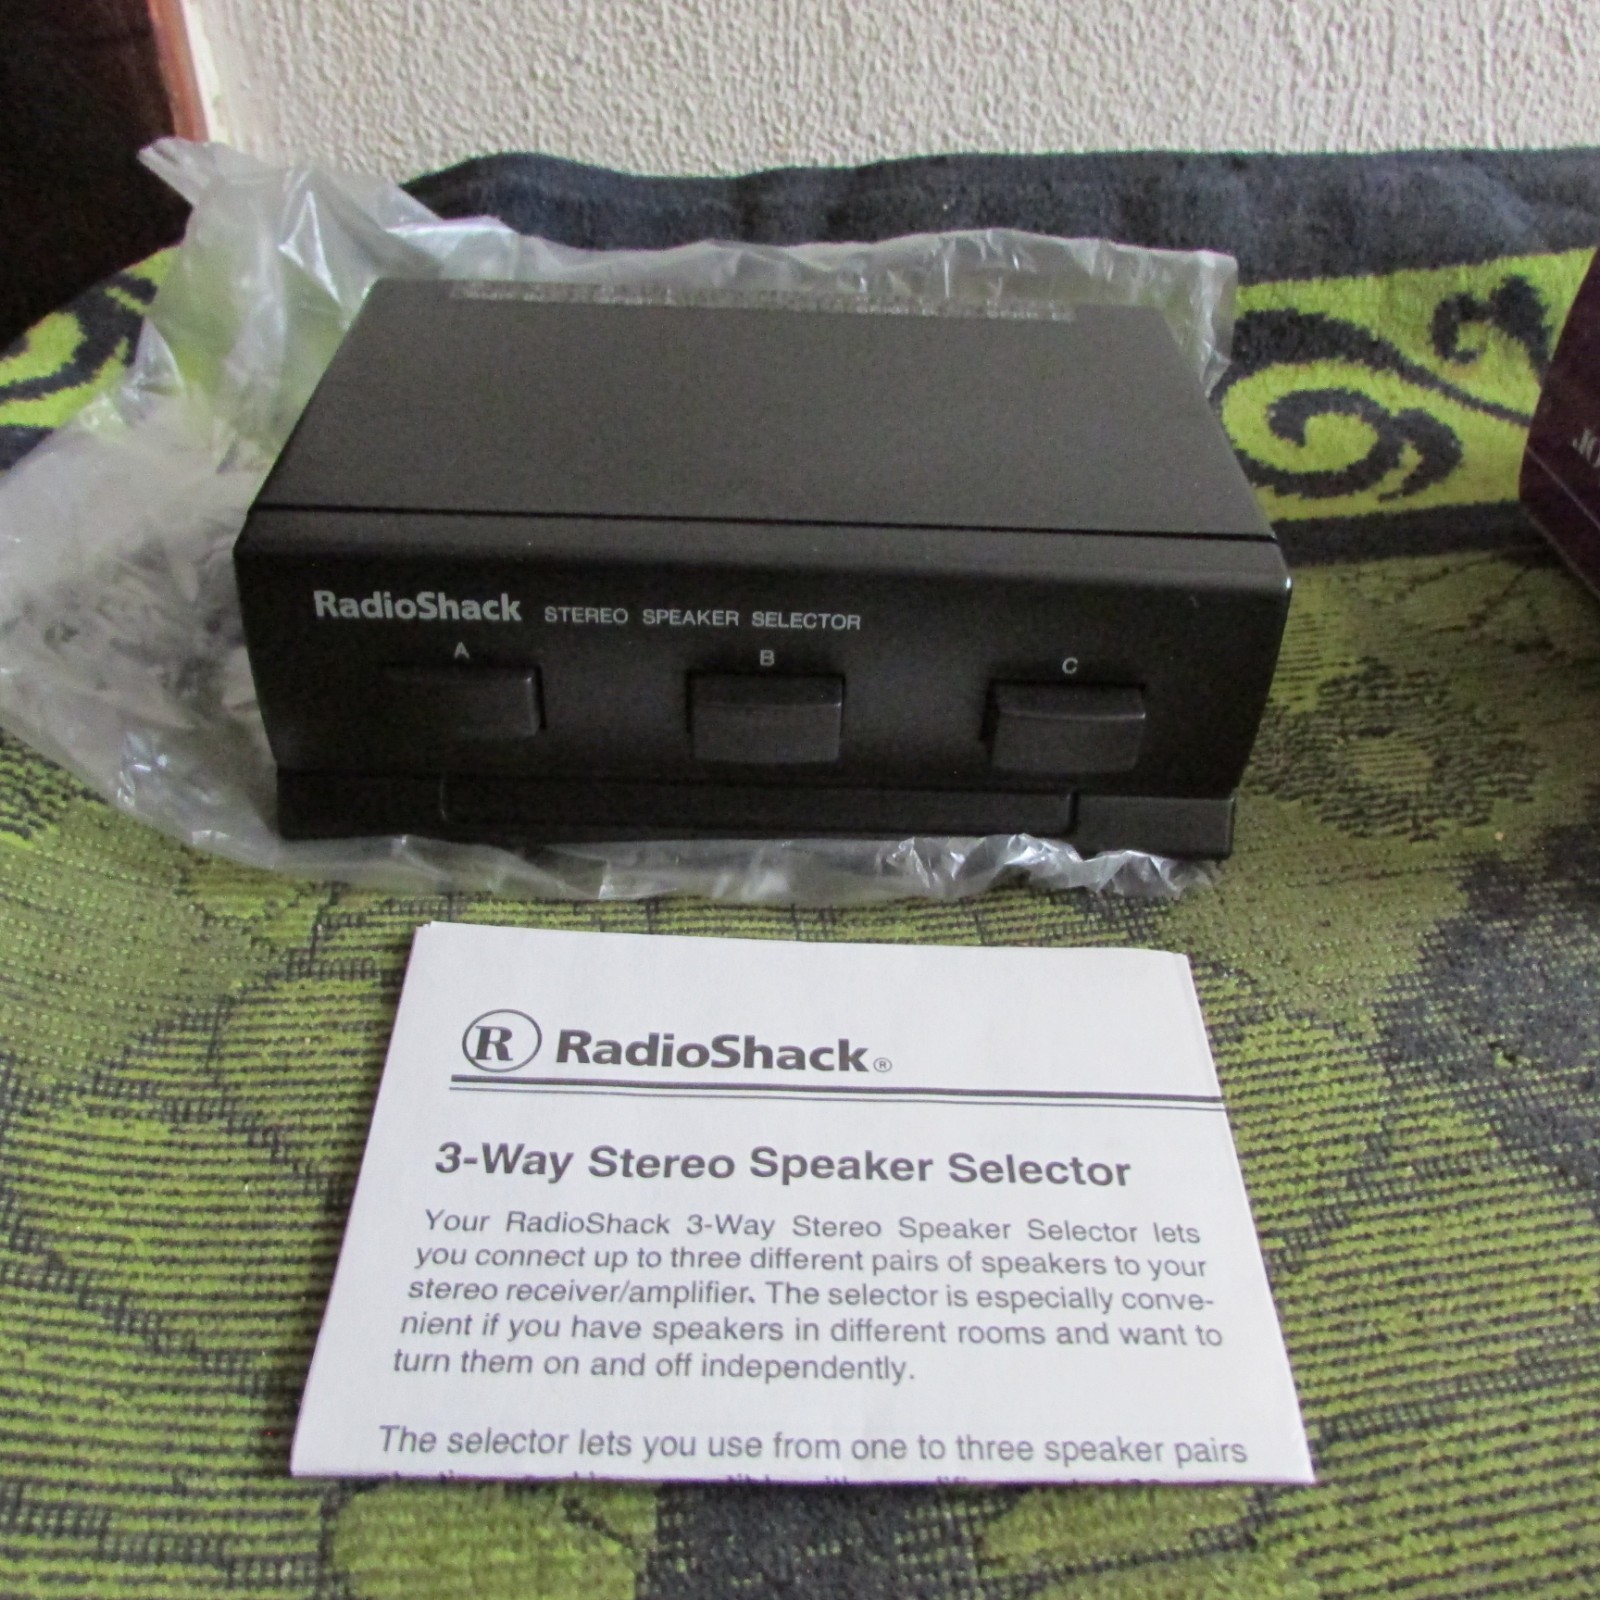 RadioShack STEREO SPEAKER SELECTOR
A B C
R RadioShack®
3-Way Stereo Speaker Selector
Your RadioShack 3-Way Stereo Speaker Selector lets
you connect up to three different pairs of speakers to your
stereo receiver/amplifier. The selector is especially conve-
nient if you have speakers in different rooms and want to
turn them on and off independently.
The selector lets you use from one to three speaker pairs